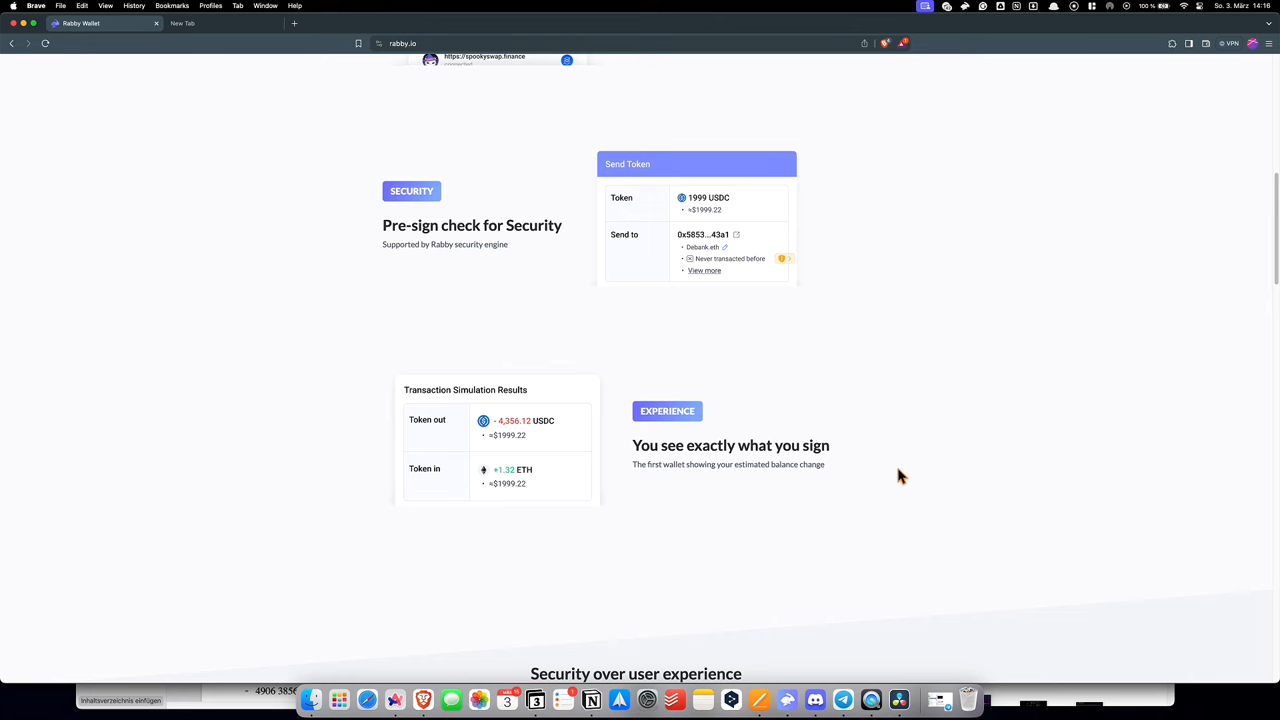 Brave File Edit View History Bookmarks Profiles Tab Window Help 100 % So. 3. März 14:16
Rabby Wallet New Tab
rabby.io VPN
https://spookyswap.finance
connected
Send Token
SECURITY
Token 1999 USDC
≈$1999.22
Pre-sign check for Security
Send to 0x5853...43a1
Supported by Rabby security engine
Debank.eth
Never transacted before
View more
Transaction Simulation Results
EXPERIENCE
Token out - 4,356.12 USDC
≈$1999.22
You see exactly what you sign
The first wallet showing your estimated balance change
Token in +1.32 ETH
≈$1999.22
Security over user experience
- 4906 3856
Inhaltsverzeichnis einfügen